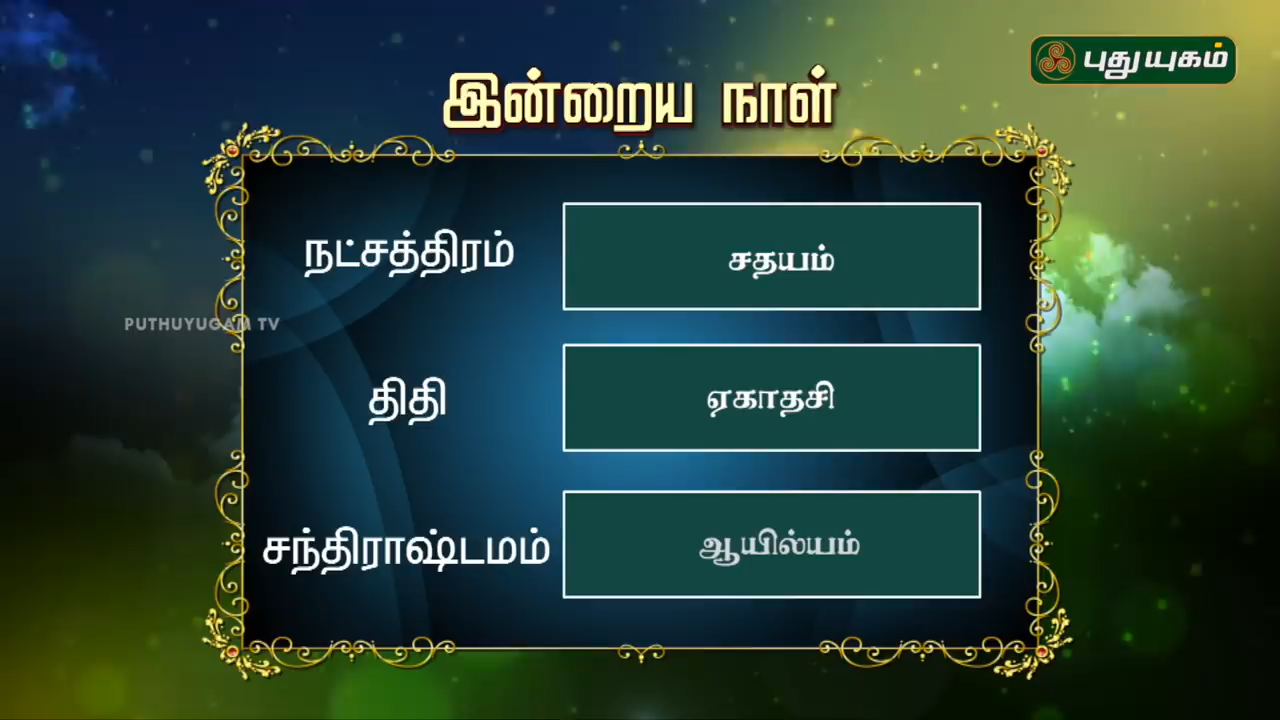 புதுயுகம்
இன்றைய நாள்
நட்சத்திரம் சதயம்
PUTHUYUGAM TV
திதி ஏகாதசி
சந்திராஷ்டமம் ஆயில்யம்